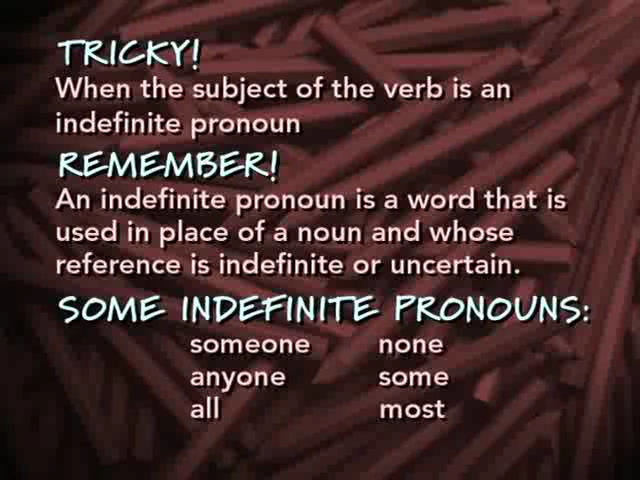 TRICKY!
When the subject of the verb is an
indefinite pronoun
REMEMBER!
An indefinite pronoun is a word that is
used in place of a noun and whose
reference is indefinite or uncertain.
SOME INDEFINITE PRONOUNS:
someone none
anyone some
all most